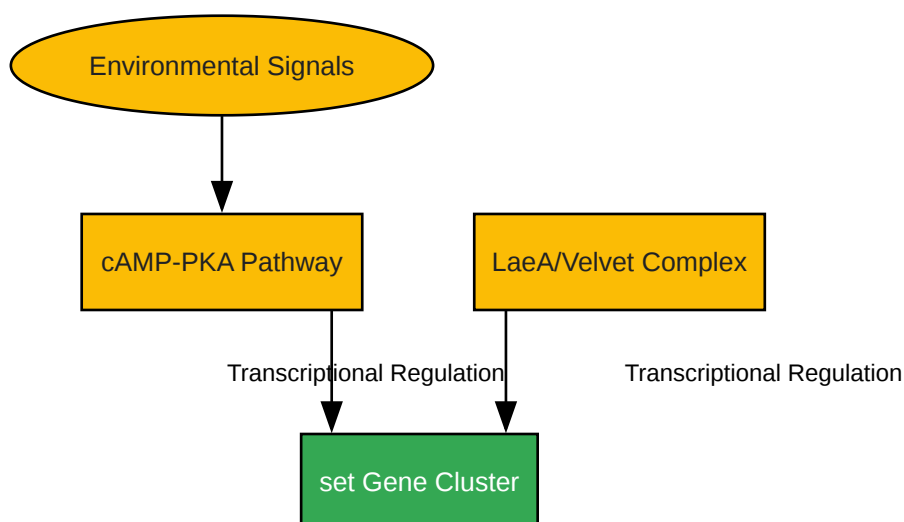 Environmental Signals
cAMP-PKA Pathway
LaeA/Velvet Complex
Transcriptional Regulation
Transcriptional Regulation
set Gene Cluster